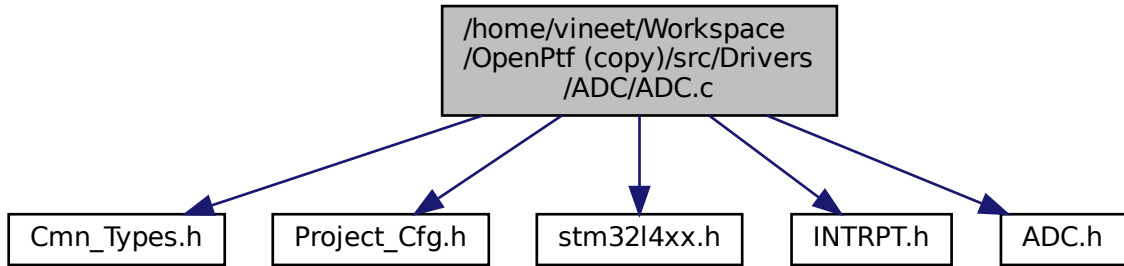 /home/vineet/Workspace
/OpenPtf (copy)/src/Drivers
/ADC/ADC.c
Cmn_Types.h
Project_Cfg.h
stm32l4xx.h
INTRPT.h
ADC.h